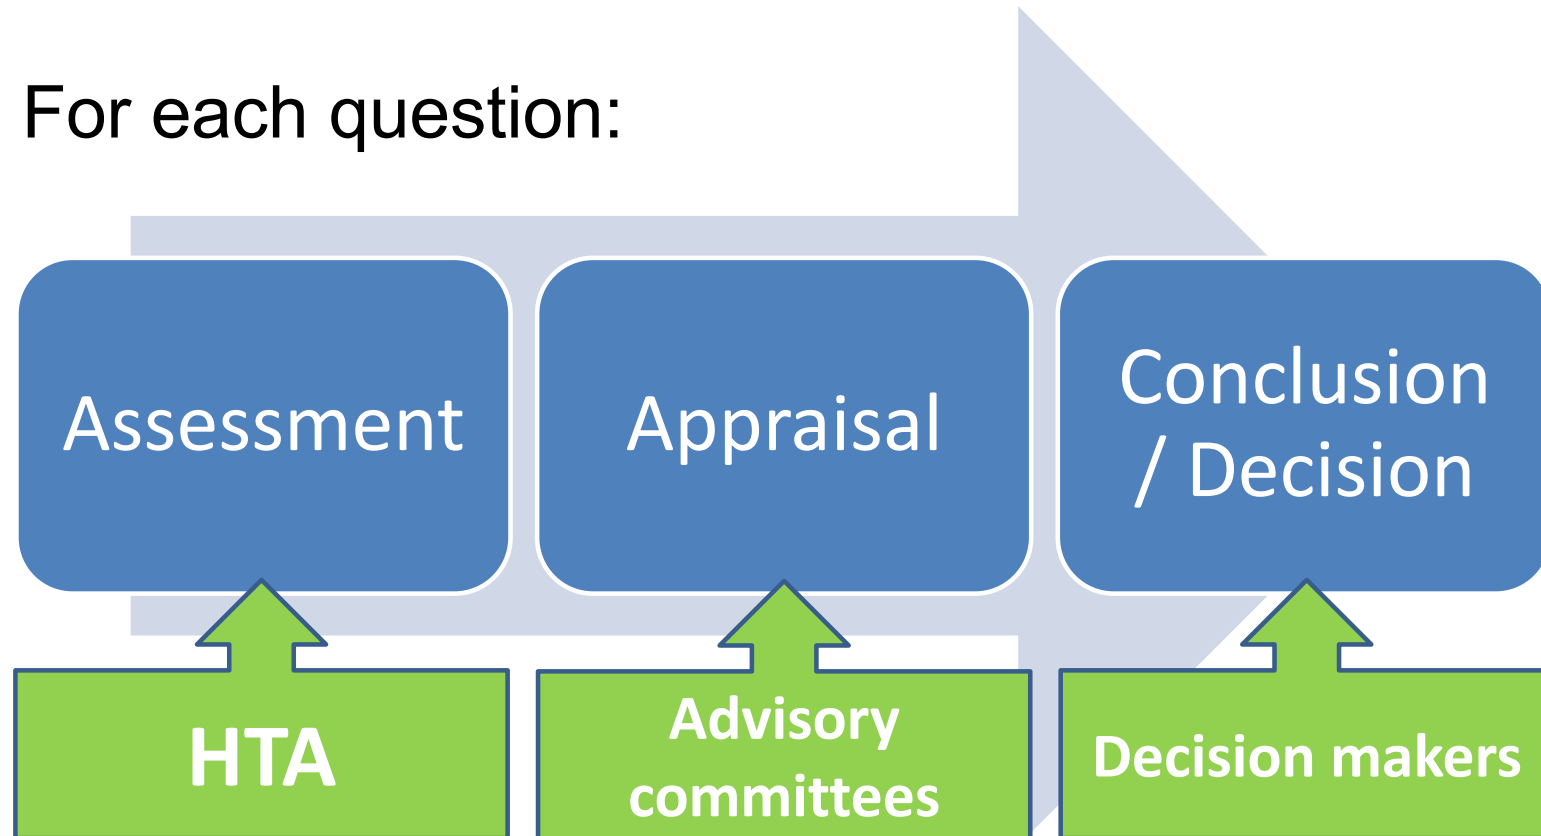 For each question:
Assessment
Appraisal
Conclusion
/ Decision
HTA
Advisory
committees
Decision makers